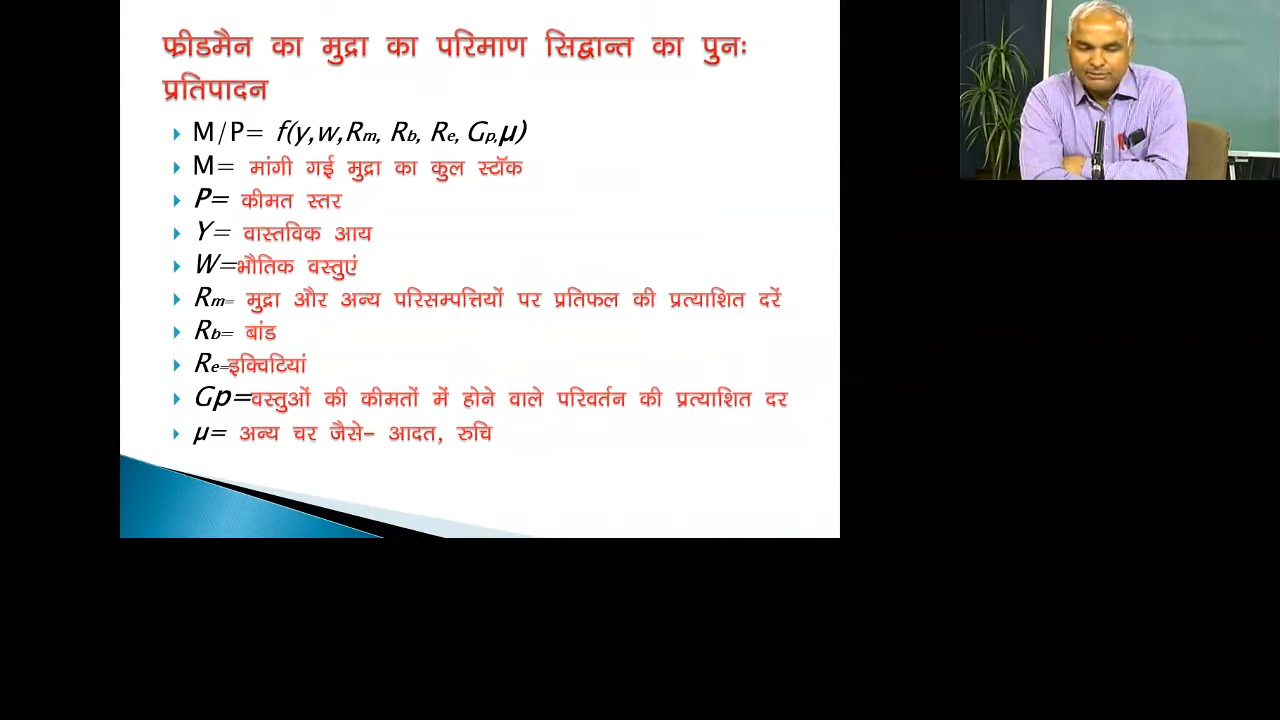 फ्रीडमैन का मुद्रा का परिमाण सिद्वान्त का पुनः
प्रतिपादन
M/P= f(y,w,Rm, Rb, Re, Gp,μ)
M= मांगी गई मुद्रा का कुल स्टॉक
P= कीमत स्तर
Y= वास्तविक आय
W=भौतिक वस्तुएं
Rm= मुद्रा और अन्य परिसम्पत्तियों पर प्रतिफल की प्रत्याशित दरें
Rb= बांड
Re=इक्विटियां
Gp=वस्तुओं की कीमतों में होने वाले परिवर्तन की प्रत्याशित दर
μ= अन्य चर जैसे- आदत, रुचि